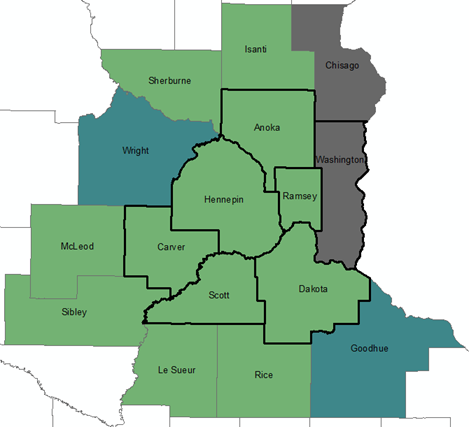 Isanti
Chisago
Sherburne
Anoka
Wright
Washington
Hennepin
Ramsey
McLeod
Carver
Scott
Dakota
Sibley
Goodhue
Le Sueur
Rice